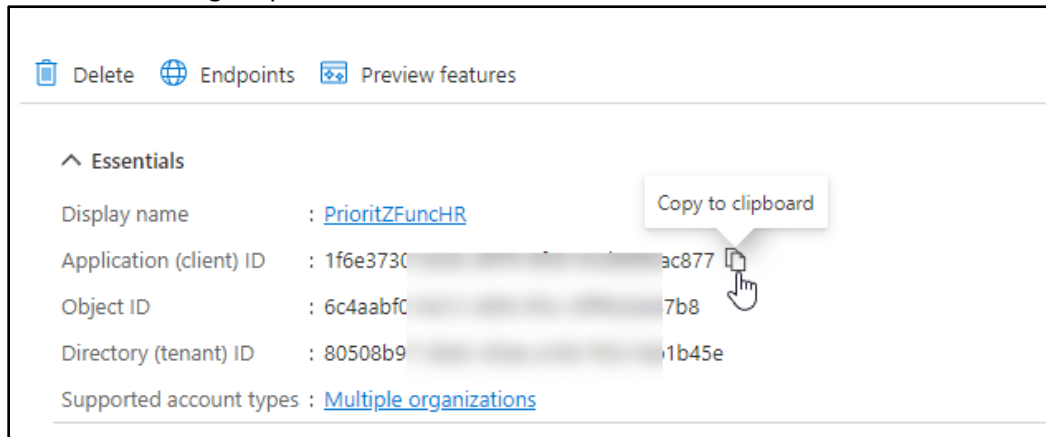 Delete Endpoints Preview features
Essentials
Copy to clipboard
Display name : PrioritZFuncHR
Application (client) ID : 1f6e3730 ac877
Object ID : 6c4aabf0 7b8
Directory (tenant) ID : 80508b9 1b45e
Supported account types : Multiple organizations